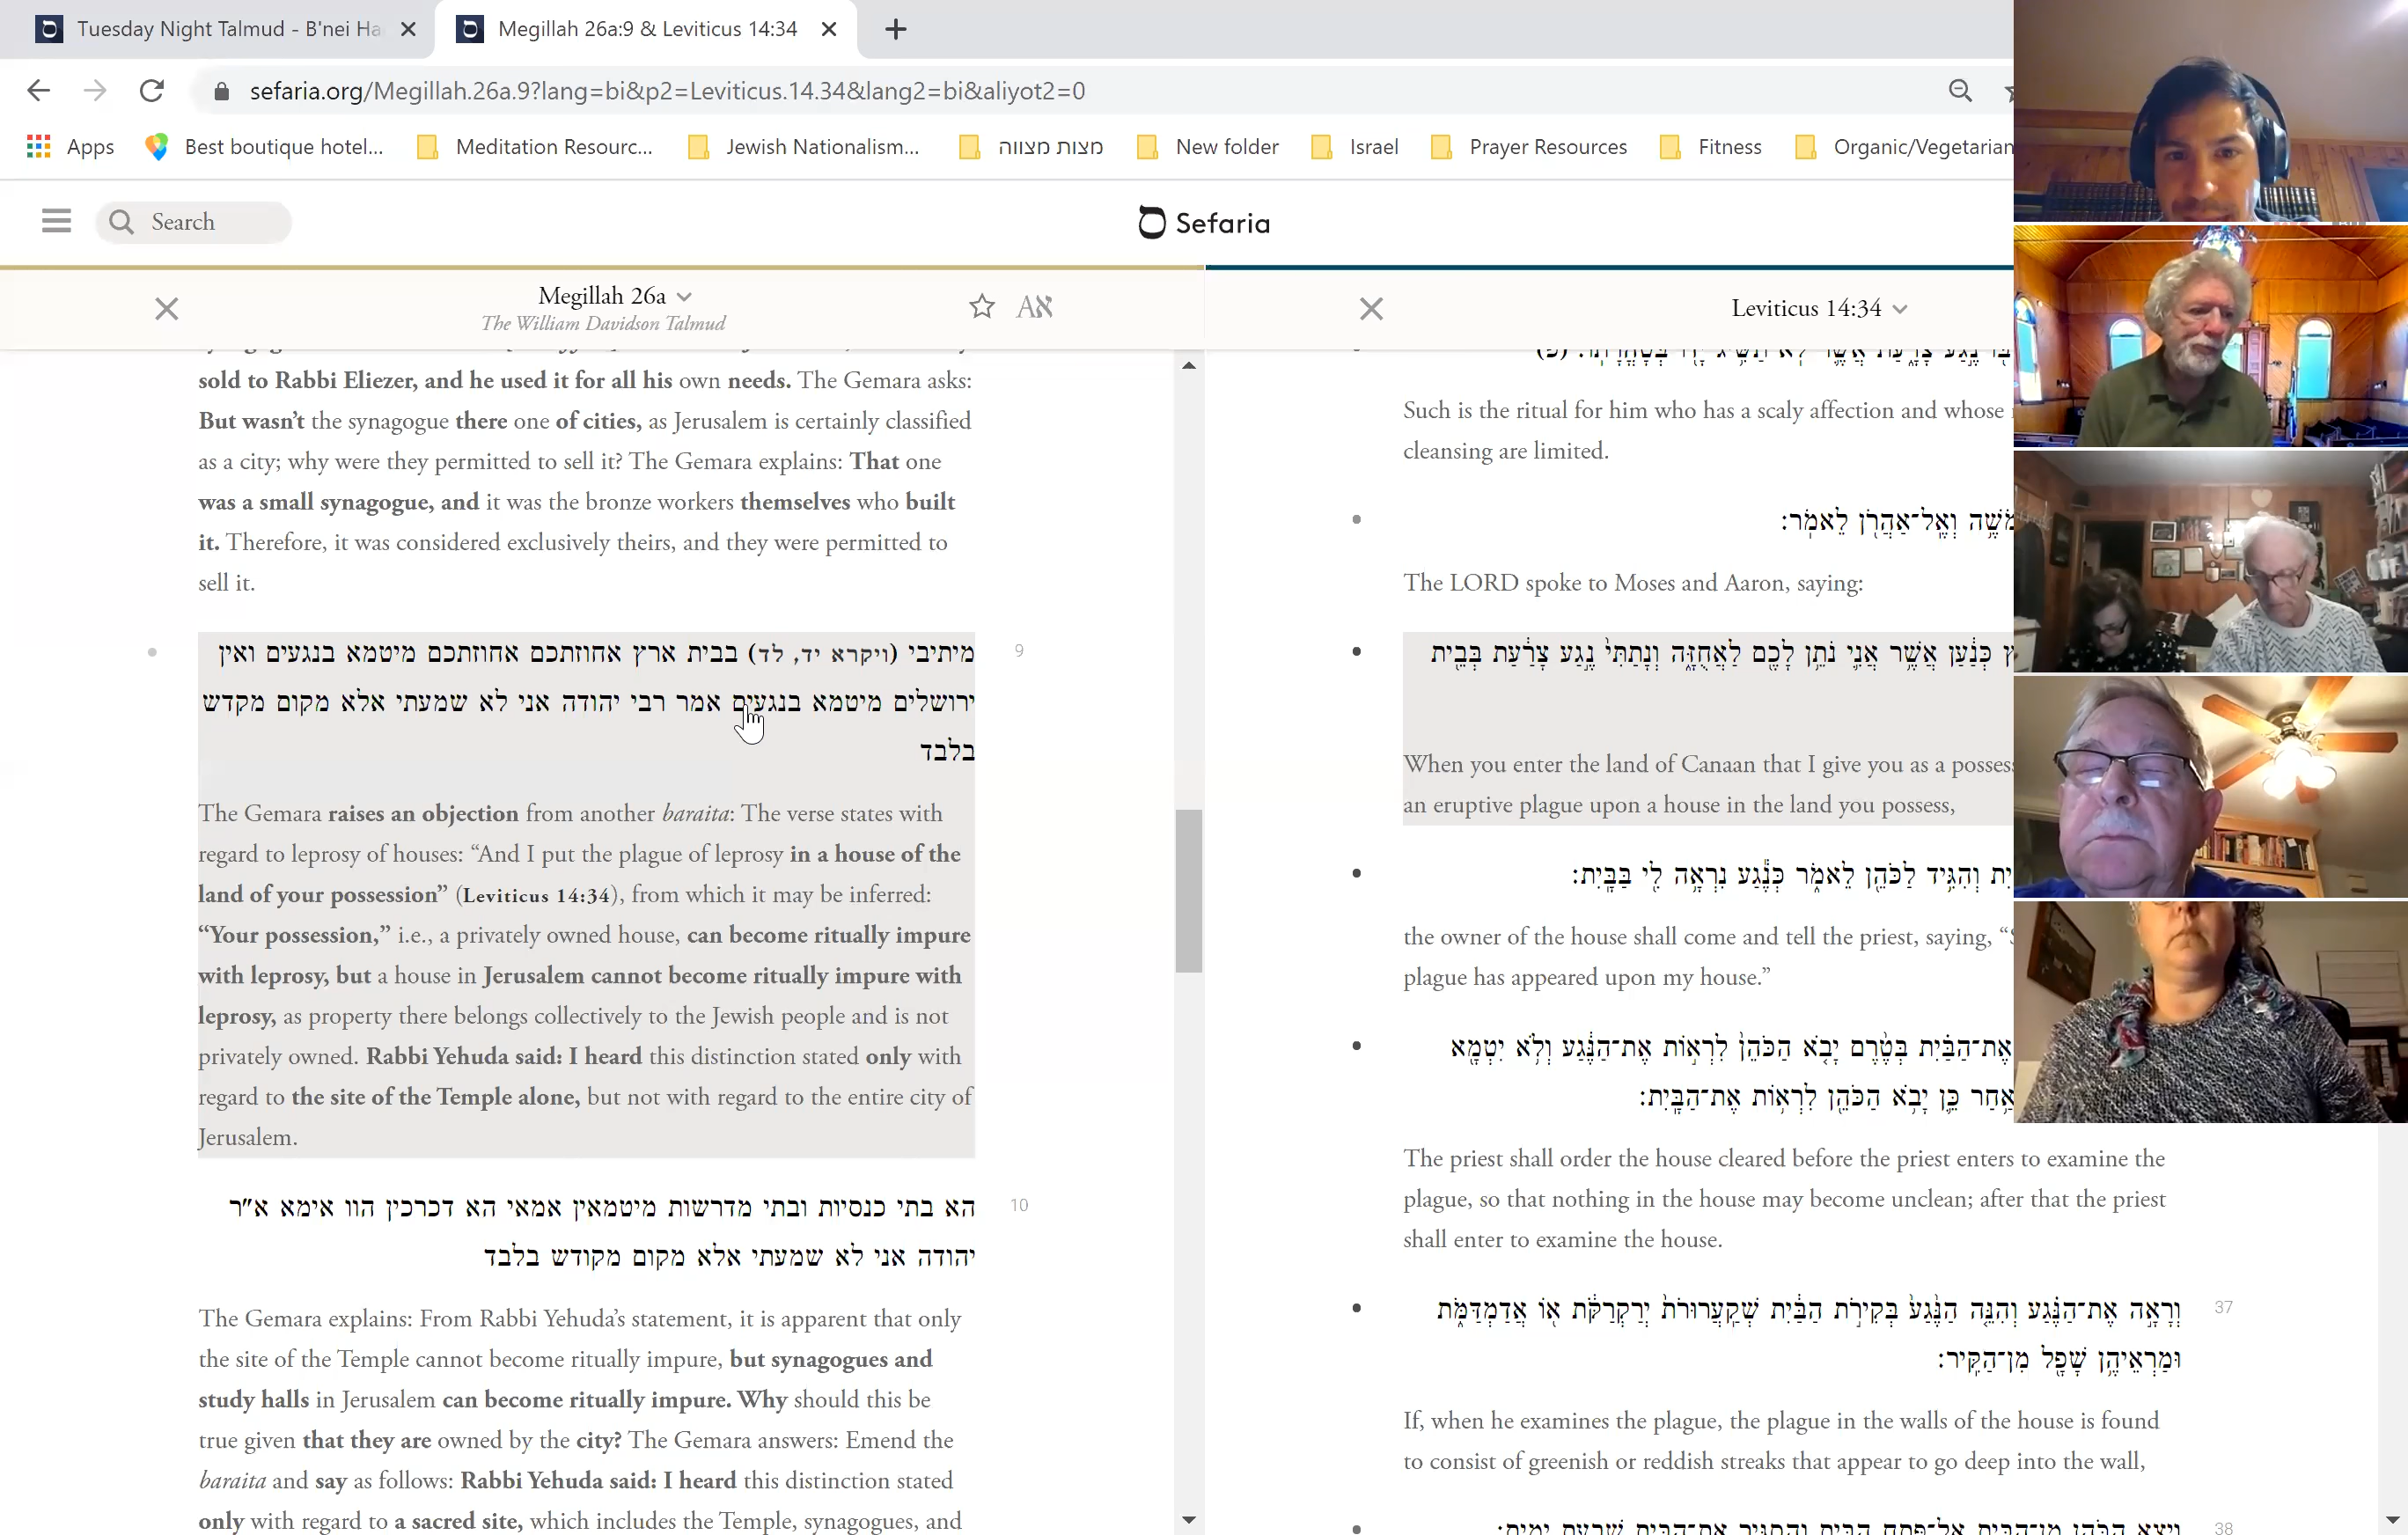 Tuesday Night Talmud - B'nei Ha
Megillah 26a:9 & Leviticus 14:34
sefaria.org/Megillah.26a.9?lang=bi&p2=Leviticus.14.34&lang2=bi&aliyot2=0
Apps Best boutique hotel... Meditation Resourc... Jewish Nationalism... מצות מצווה New folder Israel Prayer Resources Fitness Organic/Vegetarian
Search
Sefaria
Megillah 26a
The William Davidson Talmud
sold to Rabbi Eliezer, and he used it for all his own needs. The Gemara asks:
But wasn't the synagogue there one of cities, as Jerusalem is certainly classified
as a city; why were they permitted to sell it? The Gemara explains: That one
was a small synagogue, and it was the bronze workers themselves who built
it. Therefore, it was considered exclusively theirs, and they were permitted to
sell it.
9
מיתיבי (ויקרא יד, לד) בבית ארץ אחוזתכם אחוזתכם מיטמא בנגעים ואין
ירושלים מיטמא בנגעים אמר רבי יהודה אני לא שמעתי אלא מקום מקדש
בלבד
The Gemara raises an objection from another baraita: The verse states with
regard to leprosy of houses: “And I put the plague of leprosy in a house of the
land of your possession” (Leviticus 14:34), from which it may be inferred:
“Your possession,” i.e., a privately owned house, can become ritually impure
with leprosy, but a house in Jerusalem cannot become ritually impure with
leprosy, as property there belongs collectively to the Jewish people and is not
privately owned. Rabbi Yehuda said: I heard this distinction stated only with
regard to the site of the Temple alone, but not with regard to the entire city of
Jerusalem.
10
הא בתי כנסיות ובתי מדרשות מיטמאין אמאי הא דכרכין הוו אימא א״ר
יהודה אני לא שמעתי אלא מקום מקודש בלבד
The Gemara explains: From Rabbi Yehuda’s statement, it is apparent that only
the site of the Temple cannot become ritually impure, but synagogues and
study halls in Jerusalem can become ritually impure. Why should this be
true given that they are owned by the city? The Gemara answers: Emend the
baraita and say as follows: Rabbi Yehuda said: I heard this distinction stated
only with regard to a sacred site, which includes the Temple, synagogues, and
Leviticus 14:34
Such is the ritual for him who has a scaly affection and whose
cleansing are limited.
מֹשֶׁ֥ה וְאֶֽל־אַהֲרֹ֖ן לֵאמֹֽר׃
The LORD spoke to Moses and Aaron, saying:
כְּנַ֔עַן אֲשֶׁ֥ר אֲנִ֛י נֹתֵ֥ן לָכֶ֖ם לַאֲחֻזָּ֑ה וְנָתַתִּי֙ נֶ֣גַע צָרַ֔עַת בְּבֵ֖ית
When you enter the land of Canaan that I give you as a
an eruptive plague upon a house in the land you possess,
וְהִגִּ֥יד לַכֹּהֵ֖ן לֵאמֹ֑ר כְּנֶ֕גַע נִרְאָ֥ה לִ֖י בַּבָּֽיִת׃
the owner of the house shall come and tell the priest, saying,
plague has appeared upon my house.”
אֶת־הַבַּ֗יִת בְּטֶ֨רֶם יָבֹ֤א הַכֹּהֵן֙ לִרְא֣וֹת אֶת־הַנֶּ֔גַע וְלֹ֥א יִטְמָ֖א
כֵּ֛ן יָבֹ֥א הַכֹּהֵ֖ן לִרְא֥וֹת אֶת־הַבָּֽיִת׃
The priest shall order the house cleared before the priest enters to examine the
plague, so that nothing in the house may become unclean; after that the priest
shall enter to examine the house.
37
וְרָאָ֣ה אֶת־הַנֶּ֗גַע וְהִנֵּ֤ה הַנֶּ֙גַע֙ בְּקִירֹ֣ת הַבַּ֔יִת שְׁקַֽעֲרוּרֹת֙ יְרַקְרַקֹּ֔ת א֖וֹ אֲדַמְדַּמֹּ֑ת
וּמַרְאֵיהֶ֥ן שָׁפָ֖ל מִן־הַקִּֽיר׃
If, when he examines the plague, the plague in the walls of the house is found
to consist of greenish or reddish streaks that appear to go deep into the wall,
38